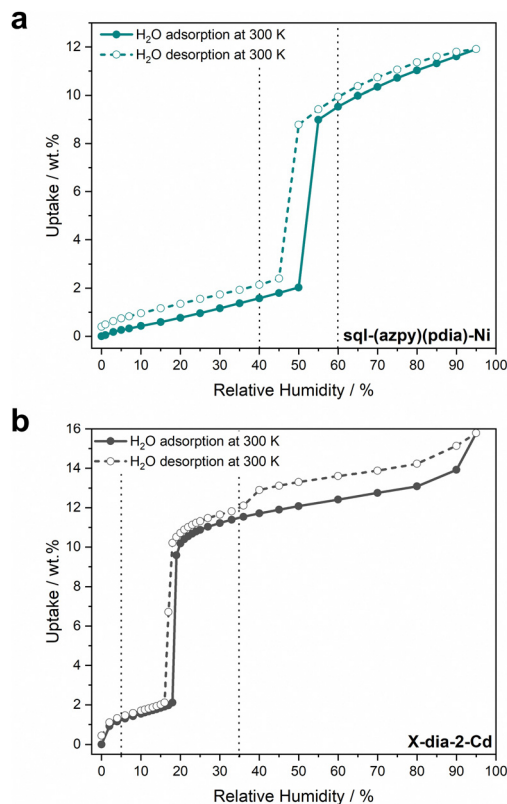 a
H₂O adsorption at 300 K
H₂O desorption at 300 K
12
10
8
6
4
2
0
Uptake / wt.%
0 10 20 30 40 50 60 70 80 90 100
sql-(azpy)(pdia)-Ni
Relative Humidity / %
b
H₂O adsorption at 300 K
H₂O desorption at 300 K
16
14
12
10
8
6
4
2
0
Uptake / wt.%
X-dia-2-Cd
0 10 20 30 40 50 60 70 80 90 100
Relative Humidity / %